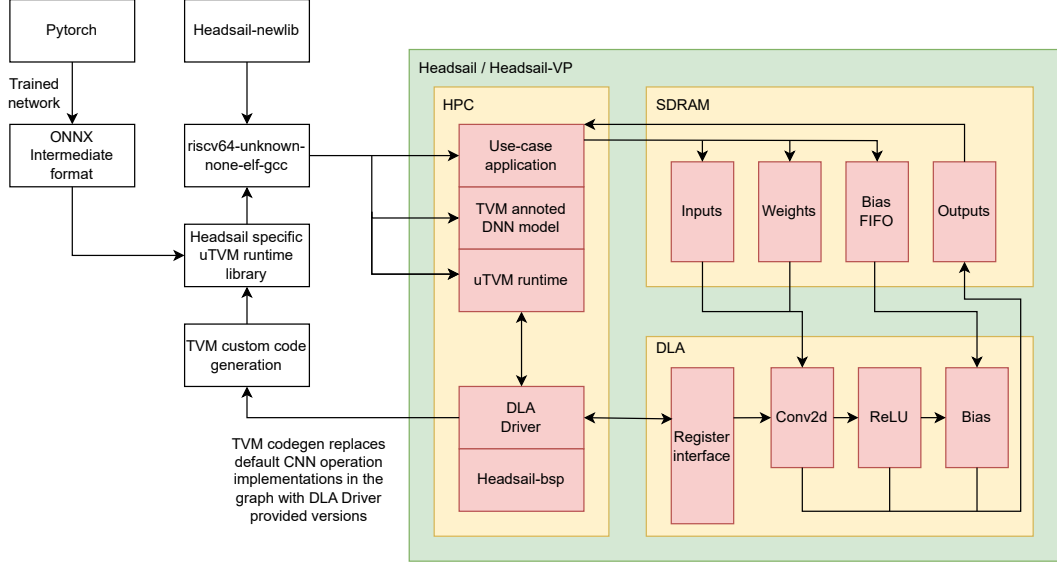 Pytorch
Headsail-newlib
Trained
network
ONNX
Intermediate
format
riscv64-unknown-
none-elf-gcc
Headsail specific
uTVM runtime
library
TVM custom code
generation
TVM codegen replaces
default CNN operation
implementations in the
graph with DLA Driver
provided versions
Headsail / Headsail-VP
HPC
Use-case
application
TVM annoted
DNN model
uTVM runtime
DLA
Driver
Headsail-bsp
SDRAM
Inputs
Weights
Bias
FIFO
Outputs
DLA
Register
interface
Conv2d
ReLU
Bias